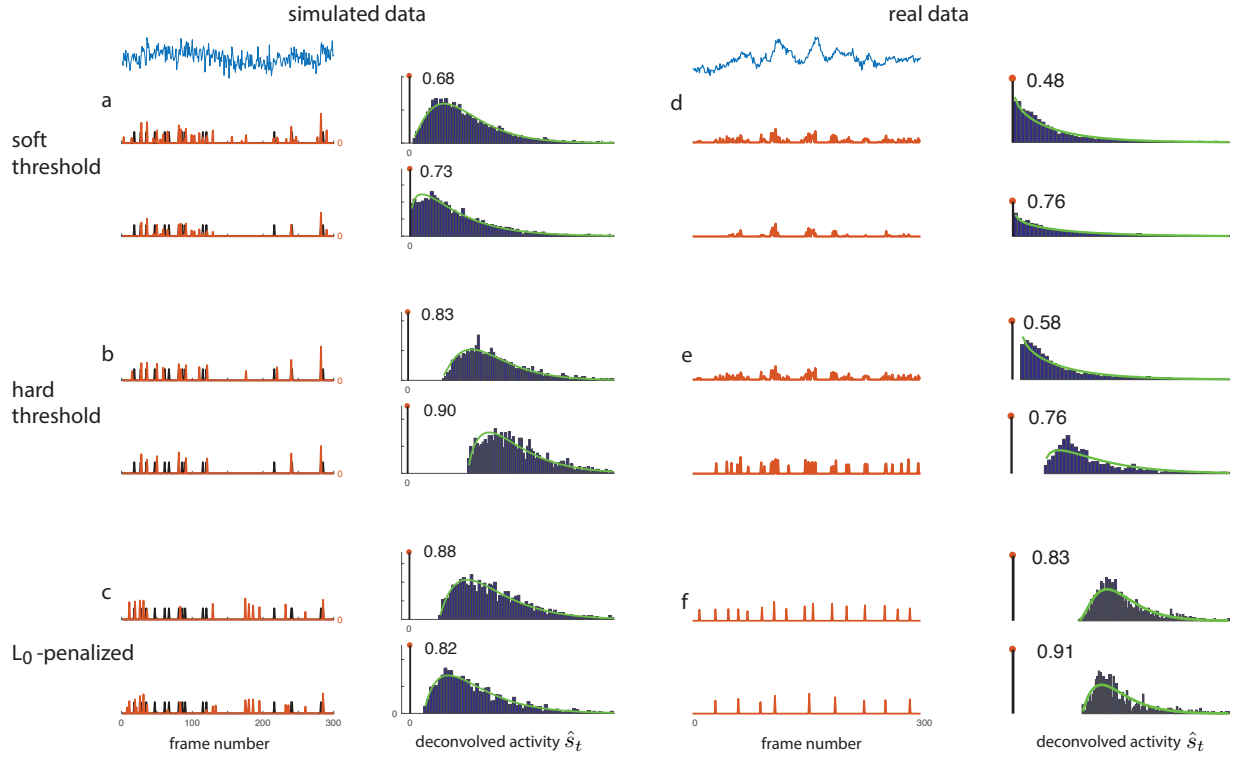 simulated data
real data
a
0.68
d
0.48
soft
threshold
0
0
0.73
0.76
0
0
b
0.83
e
0.58
hard
threshold
0
0
0.90
0.76
0
0
c
0.88
f
0.83
0
0
L0 -penalized
0.82
0.91
0
0 100 200 300
0
0 300
frame number
deconvolved activity ŝt
frame number
deconvolved activity ŝt